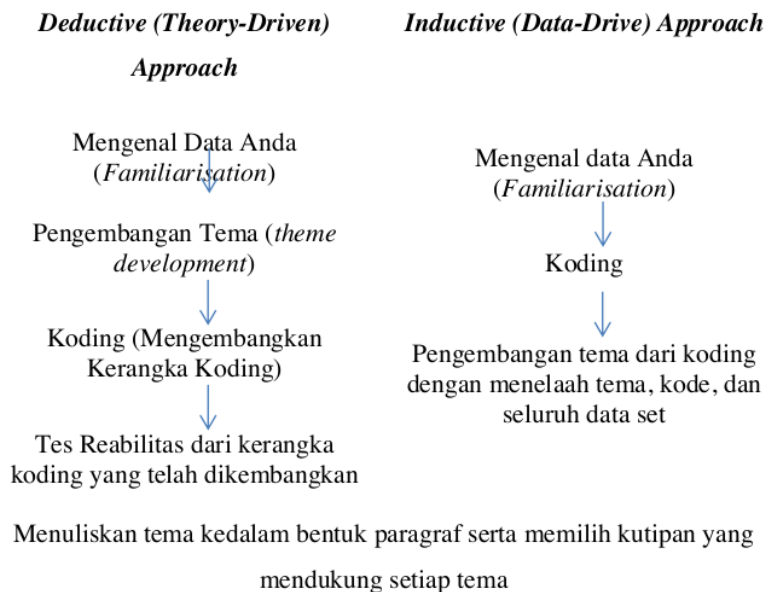 Deductive (Theory-Driven)
Approach
Mengenal Data Anda
(Familiarisation)
Pengembangan Tema (theme
development)
Koding (Mengembangkan
Kerangka Koding)
Tes Reabilitas dari kerangka
koding yang telah dikembangkan
Inductive (Data-Drive) Approach
Mengenal data Anda
(Familiarisation)
Koding
Pengembangan tema dari koding
dengan menelaah tema, kode, dan
seluruh data set
Menuliskan tema kedalam bentuk paragraf serta memilih kutipan yang
mendukung setiap tema